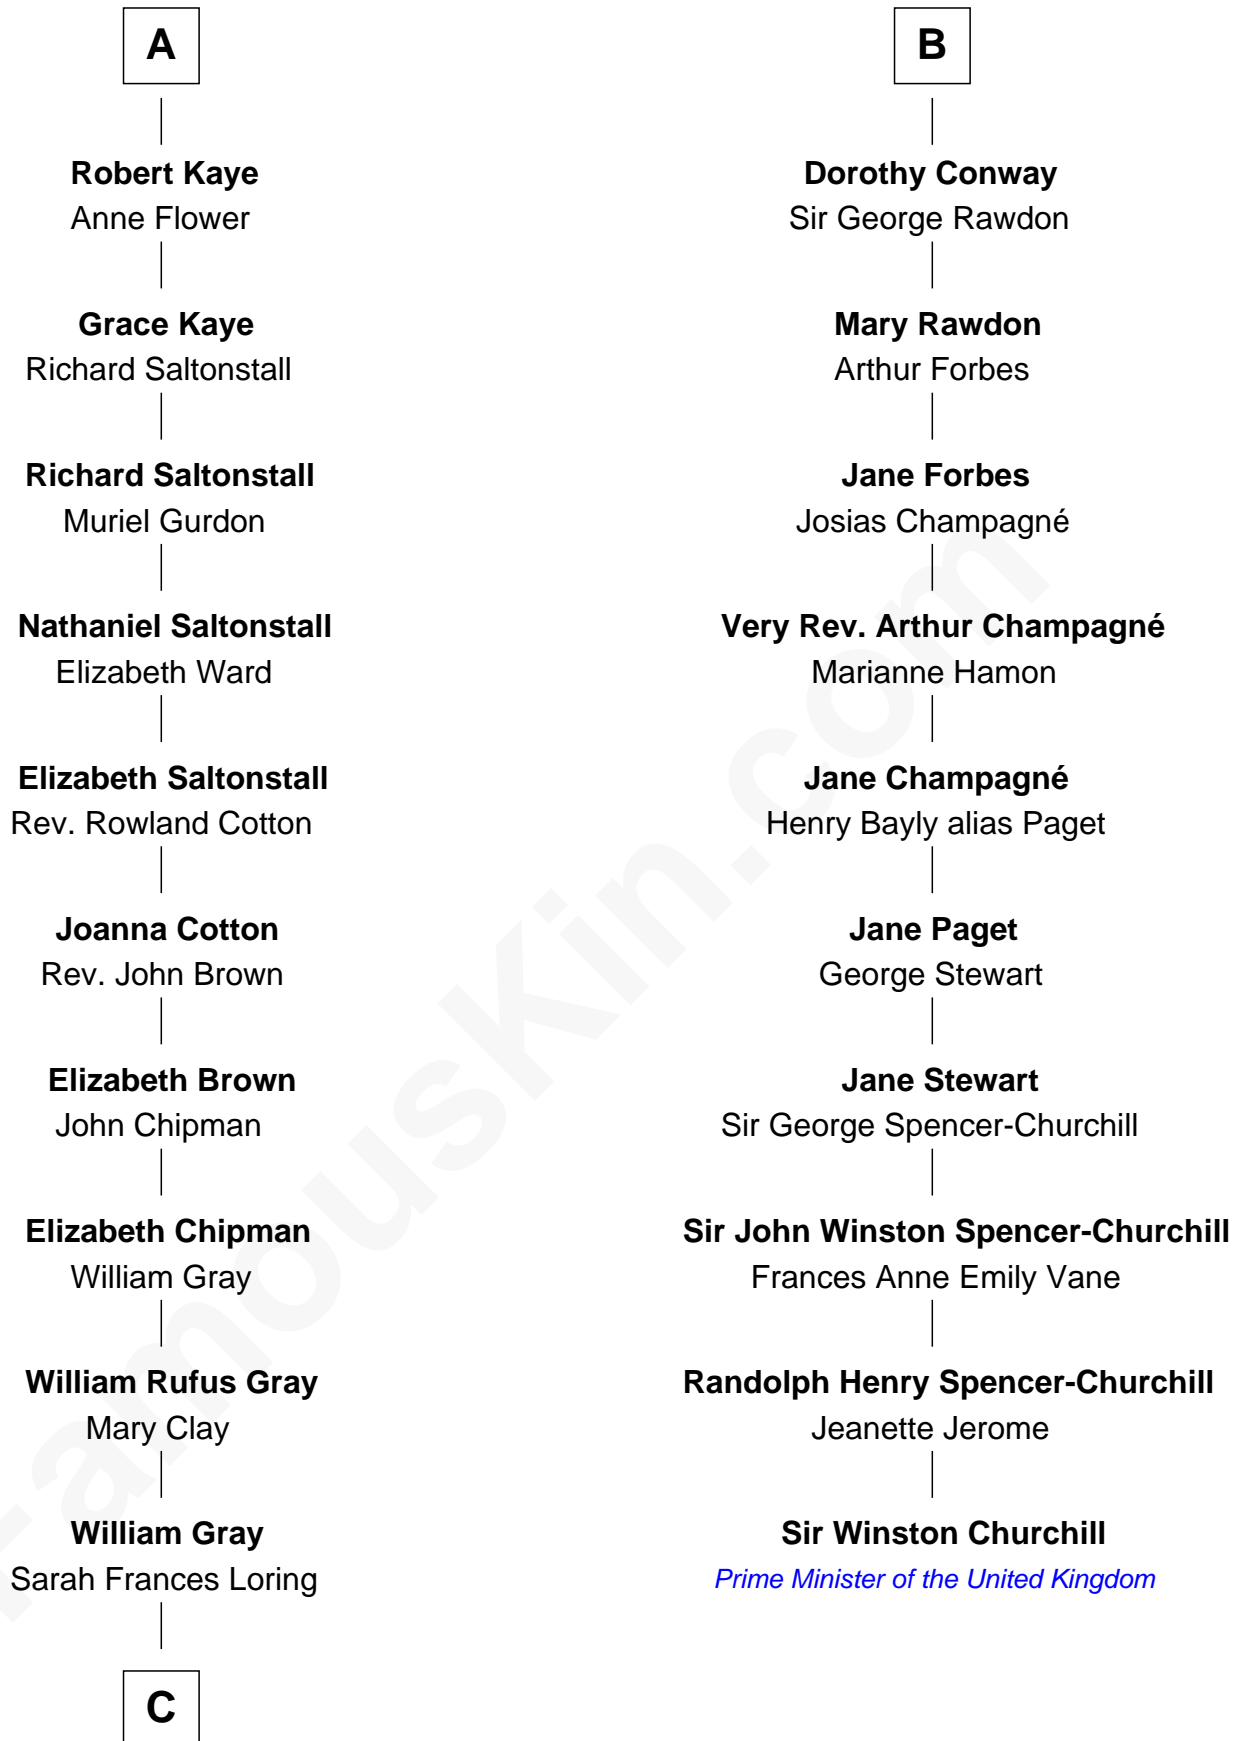 A
Robert Kaye
Anne Flower
Grace Kaye
Richard Saltonstall
Richard Saltonstall
Muriel Gurdon
Nathaniel Saltonstall
Elizabeth Ward
Elizabeth Saltonstall
Rev. Rowland Cotton
Joanna Cotton
Rev. John Brown
Elizabeth Brown
John Chipman
Elizabeth Chipman
William Gray
William Rufus Gray
Mary Clay
William Gray
Sarah Frances Loring
C
B
Dorothy Conway
Sir George Rawdon
Mary Rawdon
Arthur Forbes
Jane Forbes
Josias Champagné
Very Rev. Arthur Champagné
Marianne Hamon
Jane Champagné
Henry Bayly alias Paget
Jane Paget
George Stewart
Jane Stewart
Sir George Spencer-Churchill
Sir John Winston Spencer-Churchill
Frances Anne Emily Vane
Randolph Henry Spencer-Churchill
Jeanette Jerome
Sir Winston Churchill
Prime Minister of the United Kingdom
FamousKin.com